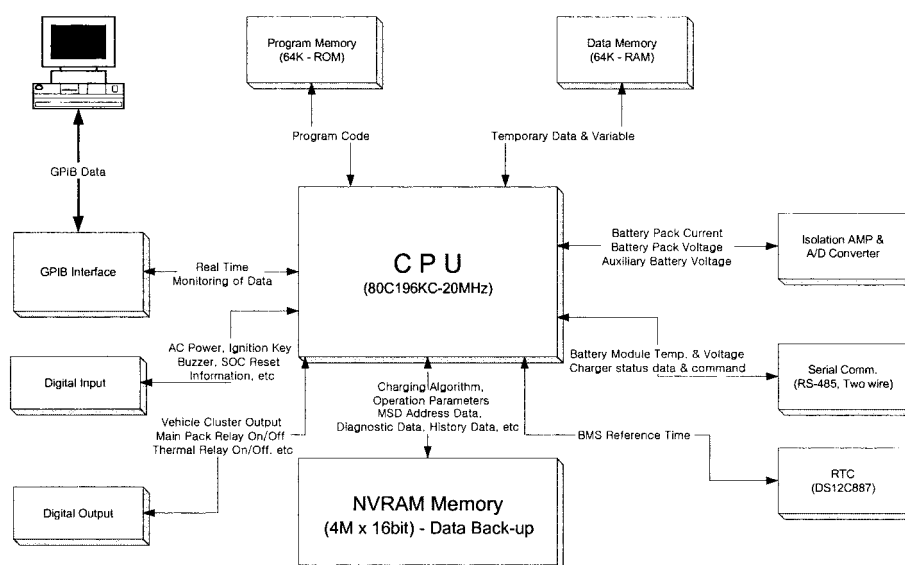 Program Memory
(64K - ROM)
Data Memory
(64K - RAM)
Program Code
Temporary Data & Variable
GPiB Data
GPIB Interface
Real Time
Monitoring of Data
C P U
(80C196KC-20MHz)
Battery Pack Current
Battery Pack Voltage
Auxiliary Battery Voltage
Isolation AMP &
A/D Converter
AC Power, Ignition Key
Buzzer, SOC Reset
Information, etc
Digital Input
Battery Module Temp. & Voltage
Charger status data & command
Serial Comm.
(RS-485, Two wire)
Charging Algorithm,
Operation Parameters
MSD Address Data,
Diagnostic Data, History Data, etc
Vehicle Cluster Output
Main Pack Relay On/Off
Thermal Relay On/Off. etc
Digital Output
BMS Reference Time
RTC
(DS12C887)
NVRAM Memory
(4M x 16bit) - Data Back-up